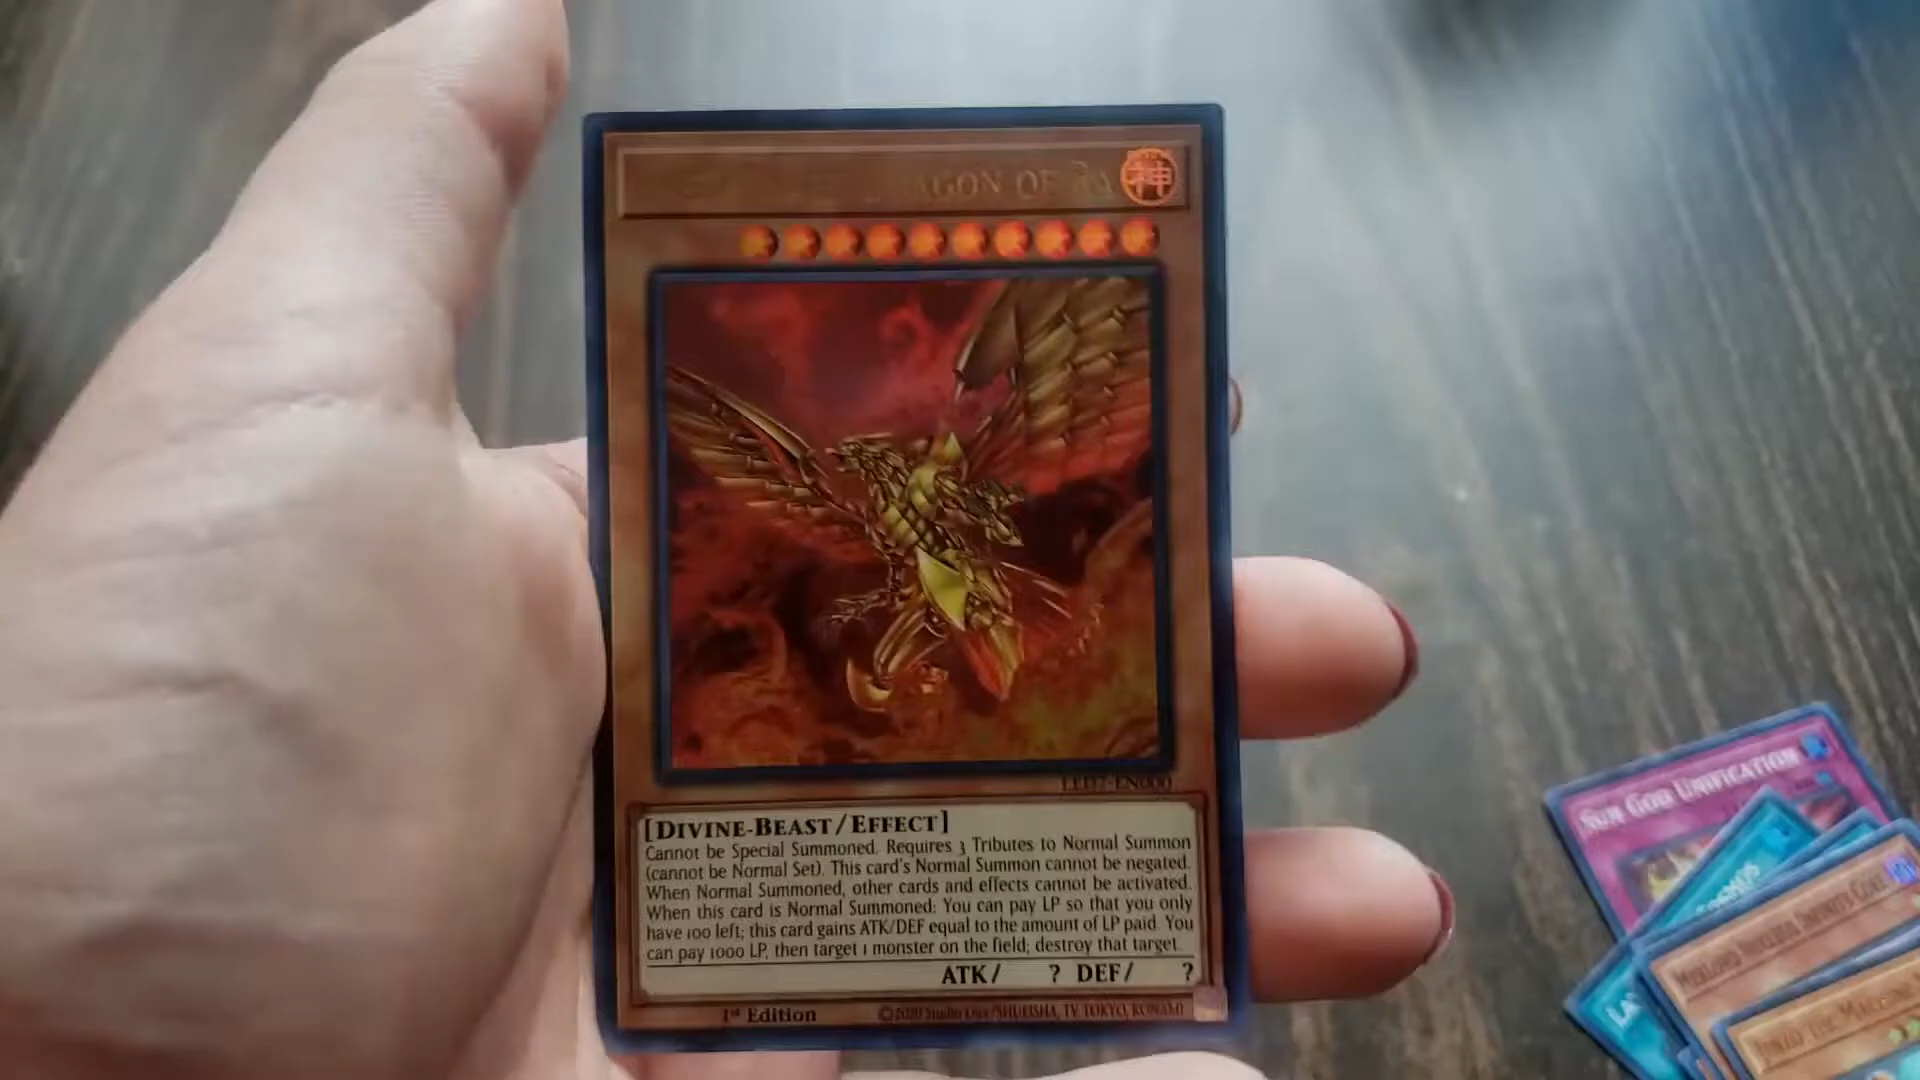 AGON OF RA
神
LED7-EN000
[DIVINE-BEAST/EFFECT]
Cannot be Special Summoned. Requires 3 Tributes to Normal Summon
(cannot be Normal Set). This card's Normal Summon cannot be negated.
When Normal Summoned, other cards and effects cannot be activated.
When this card is Normal Summoned: You can pay LP so that you only
have 100 left; this card gains ATK/DEF equal to the amount of LP paid. You
can pay 1000 LP, then target 1 monster on the field; destroy that target.
ATK/ ? DEF/ ?
1st Edition
©2020 Studio Dice/SHUEISHA, TV TOKYO, KONAMI
SUN GOD UNIFICATION